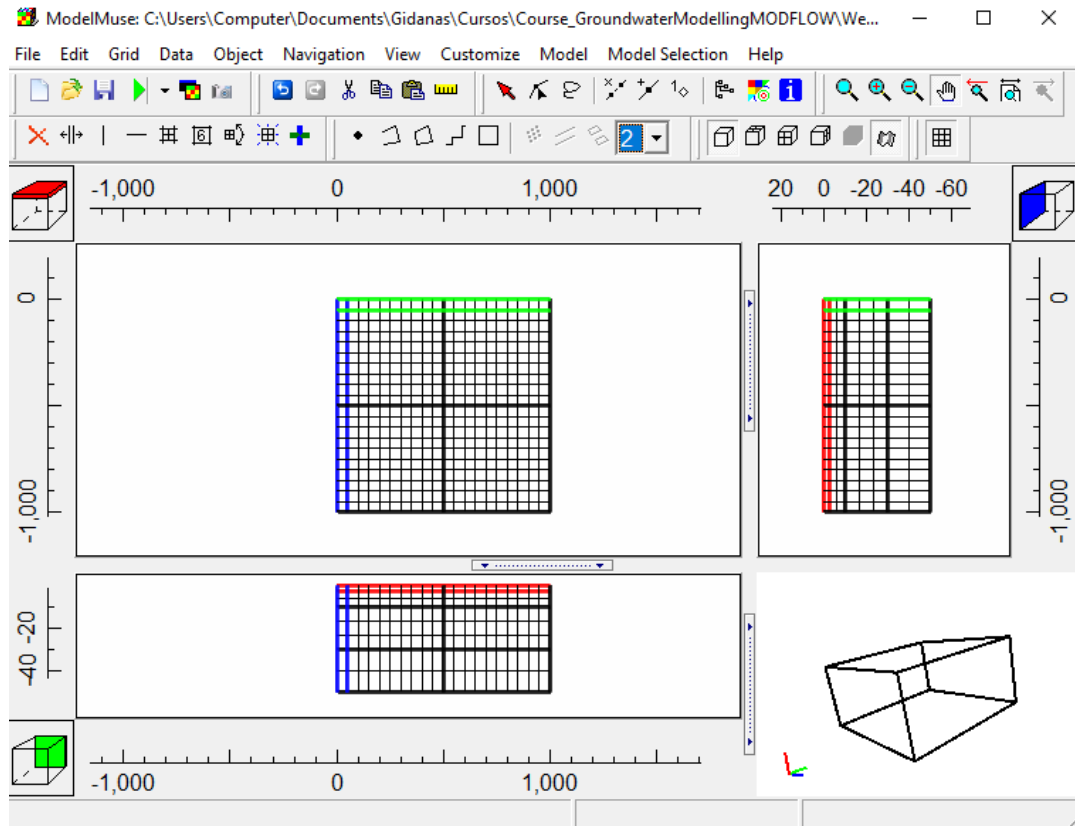 ModelMuse: C:\Users\Computer\Documents\Gidanas\Cursos\Course_GroundwaterModellingMODFLOW\We...
File Edit Grid Data Object Navigation View Customize Model Model Selection Help
6 2
-1,000 0 1,000 20 0 -20 -40 -60
0
-1,000
0
-1,000
-20
-40
-1,000 0 1,000